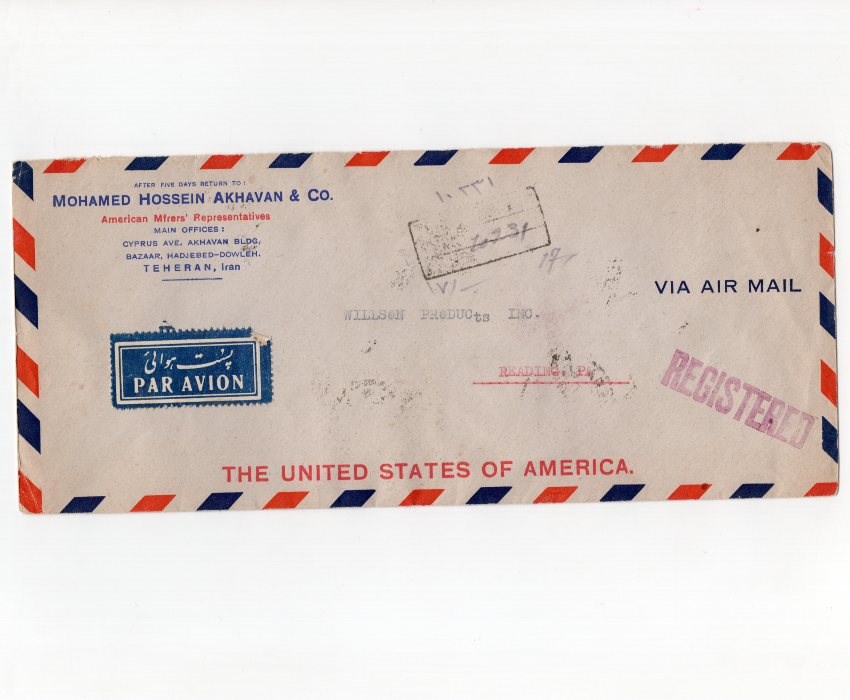 AFTER FIVE DAYS RETURN TO:
MOHAMED HOSSEIN AKHAVAN & CO.
American Mfrers' Representatives
MAIN OFFICES:
CYPRUS AVE. AKHAVAN BLDG,
BAZAAR, HADJEBED-DOWLEH.
TEHERAN, Iran
۱۰۲۳۱
10231
VIA AIR MAIL
WILLSON PRODUCts INC.
پست هوائی
PAR AVION
READING, PA.
REGISTERED
THE UNITED STATES OF AMERICA.